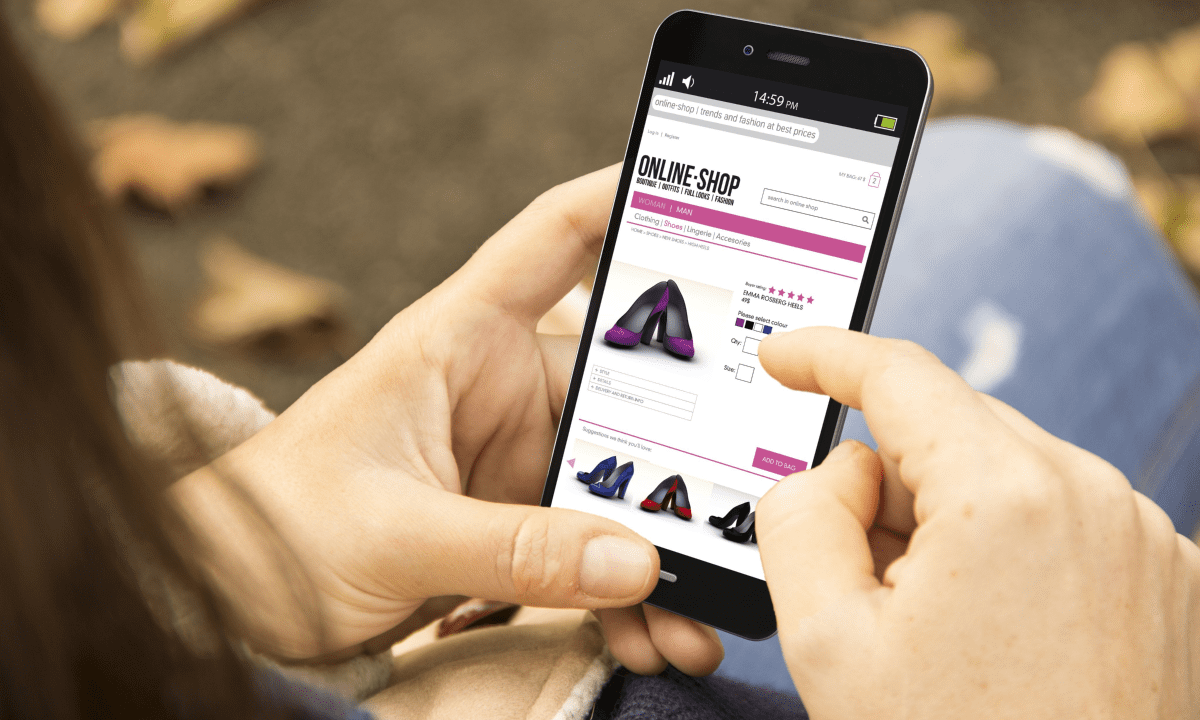 14:59 PM
online-shop | trends and fashion at best prices
Log in | Register
MY BAG: 49 $
2
ONLINE·SHOP
BOUTIQUE | OUTFITS | FULL LOOKS | FASHION
search in online shop
WOMAN | MAN
Clothing | Shoes | Lingerie | Accesories
HOME > SHOES > NEW SHOES > HIGH HEELS
Buyer rating:
EMMA ROSBERG HEELS
49$
Please select colour
Qty:
Size:
+ STYLE
+ DETAILS
+ DELIVERY AND RETURN INFO
Suggestions we think you'll love:
ADD TO BAG